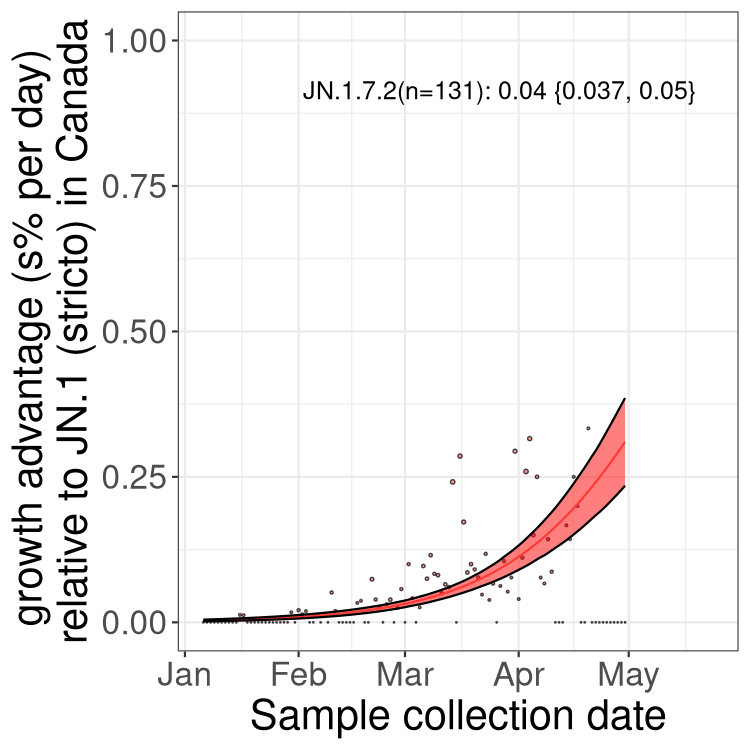 growth advantage (s% per day)
relative to JN.1 (stricto) in Canada
1.00
0.75
0.50
0.25
0.00
JN.1.7.2(n=131): 0.04 {0.037, 0.05}
Jan Feb Mar Apr May
Sample collection date